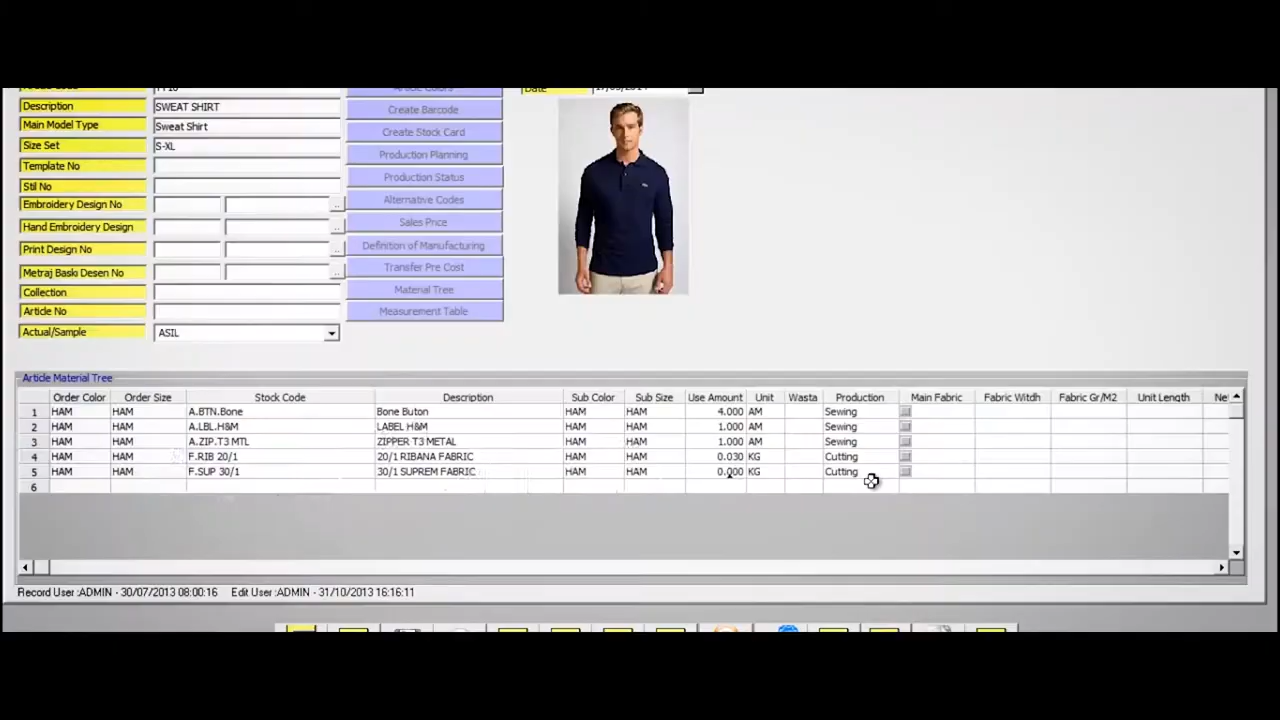 Description SWEAT SHIRT Create Barcode
Main Model Type Sweat Shirt Create Stock Card
Size Set S-XL Production Planning
Template No Production Status
Stil No Alternative Codes
Embroidery Design No ..
Hand Embroidery Design .. Sales Price
Print Design No .. Definition of Manufacturing
Metraj Baskı Desen No .. Transfer Pre Cost
Collection Material Tree
Article No Measurement Table
Actual/Sample ASIL
Article Material Tree
Order Color Order Size Stock Code Description Sub Color Sub Size Use Amount Unit Wasta Production Main Fabric Fabric Witdh Fabric Gr/M2 Unit Length
1 HAM HAM A.BTN.Bone Bone Buton HAM HAM 4.000 AM Sewing
2 HAM HAM A.LBL.H&M LABEL H&M HAM HAM 1.000 AM Sewing
3 HAM HAM A.ZIP.T3 MTL ZIPPER T3 METAL HAM HAM 1.000 AM Sewing
4 HAM HAM F.RIB 20/1 20/1 RIBANA FABRIC HAM HAM 0.030 KG Cutting
5 HAM HAM F.SUP 30/1 30/1 SUPREM FABRIC HAM HAM 0.000 KG Cutting
6
Record User :ADMIN - 30/07/2013 08:00:16 Edit User :ADMIN - 31/10/2013 16:16:11